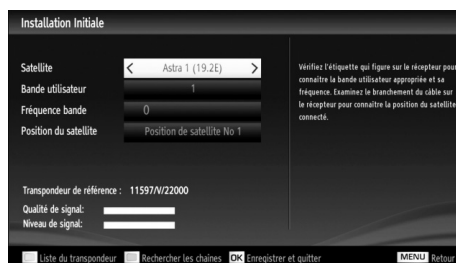 Installation Initiale
Satellite
Astra 1 (19.2E)
Bande utilisateur
1
Fréquence bande
0
Position du satellite
Position de satellite No 1
Vérifiez l'étiquette qui figure sur le récepteur pour
connaître la bande utilisateur appropriée et sa
fréquence. Examinez le branchement du câble sur
le récepteur pour connaître la position du satellite
connecté.
Transpondeur de référence : 11597/V/22000
Qualité de signal:
Niveau de signal:
Liste du transpondeur Rechercher les chaînes OK Enregistrer et quitter MENU Retour